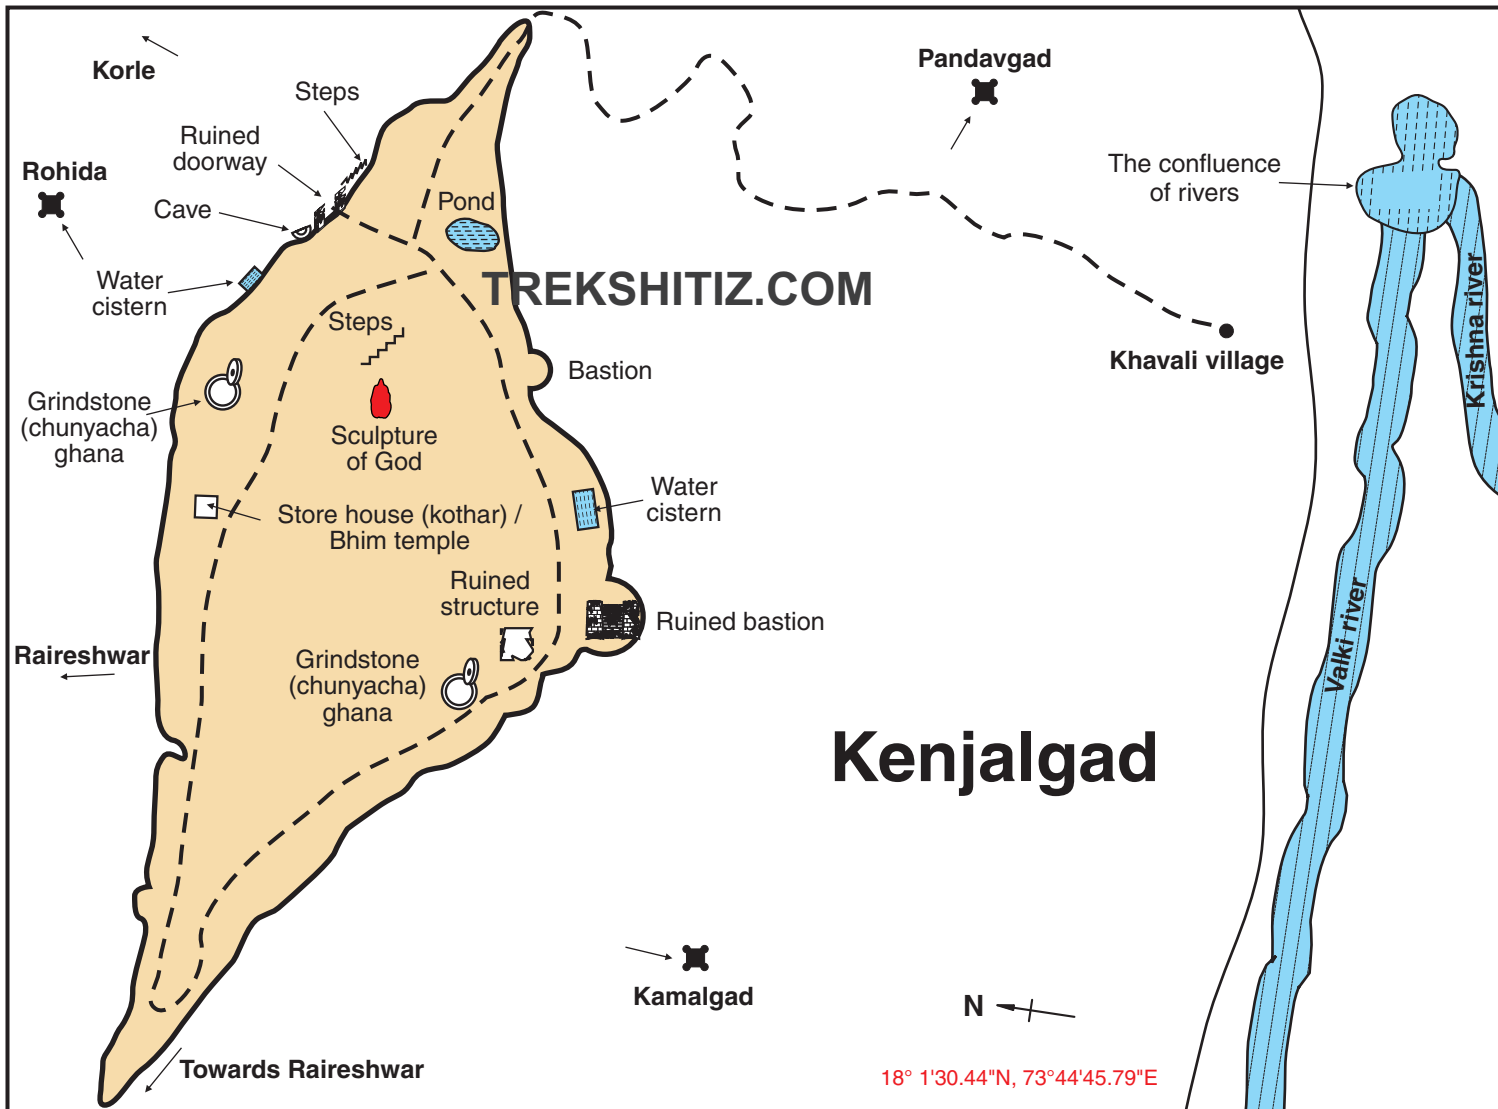 Korle
Steps
Ruined
doorway
Rohida
Cave
Water
cistern
Pond
Pandavgad
The confluence
of rivers
TREKSHITIZ.COM
Steps
Krishna river
Khavali village
Bastion
Grindstone
(chunyacha)
ghana
Sculpture
of God
Store house (kothar) /
Bhim temple
Water
cistern
Ruined
structure
Ruined bastion
Raireshwar
Grindstone
(chunyacha)
ghana
Valki river
Kenjalgad
Kamalgad
N
Towards Raireshwar
18° 1'30.44"N, 73°44'45.79"E